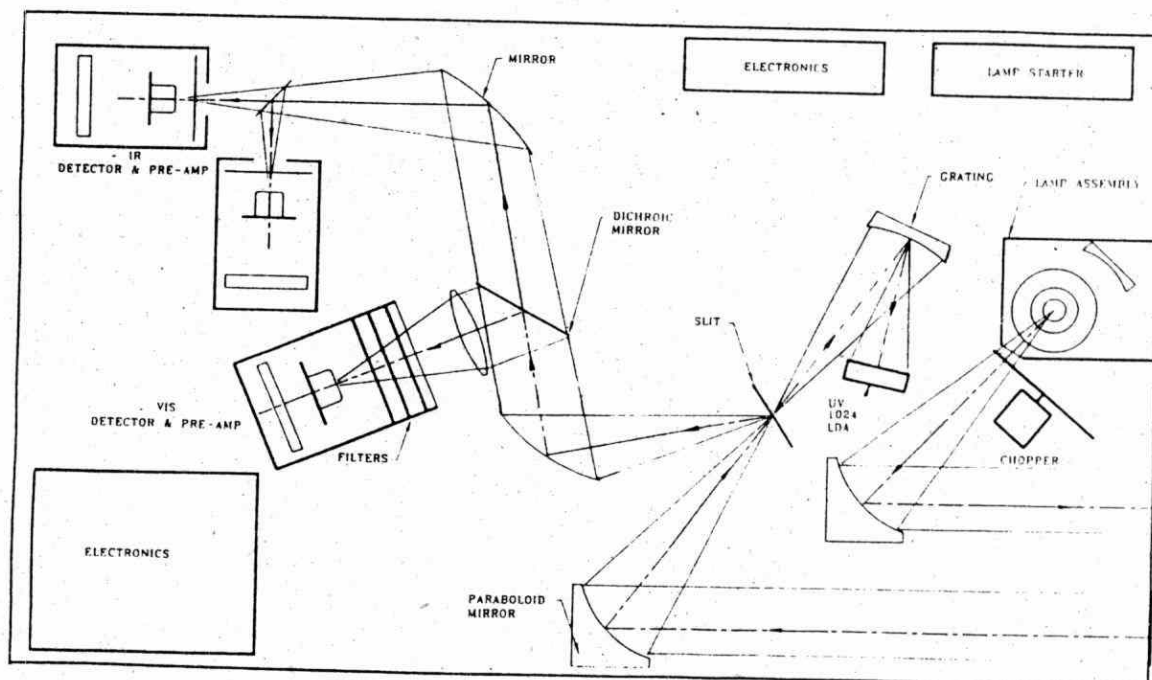 MIRROR
ELECTRONICS
LAMP STARTER
IR
DETECTOR & PRE-AMP
GRATING
LAMP ASSEMBLY
DICHROIC
MIRROR
SLIT
VIS
DETECTOR & PRE-AMP
UV
1024
LDA
FILTERS
CHOPPER
ELECTRONICS
PARABOLOID
MIRROR